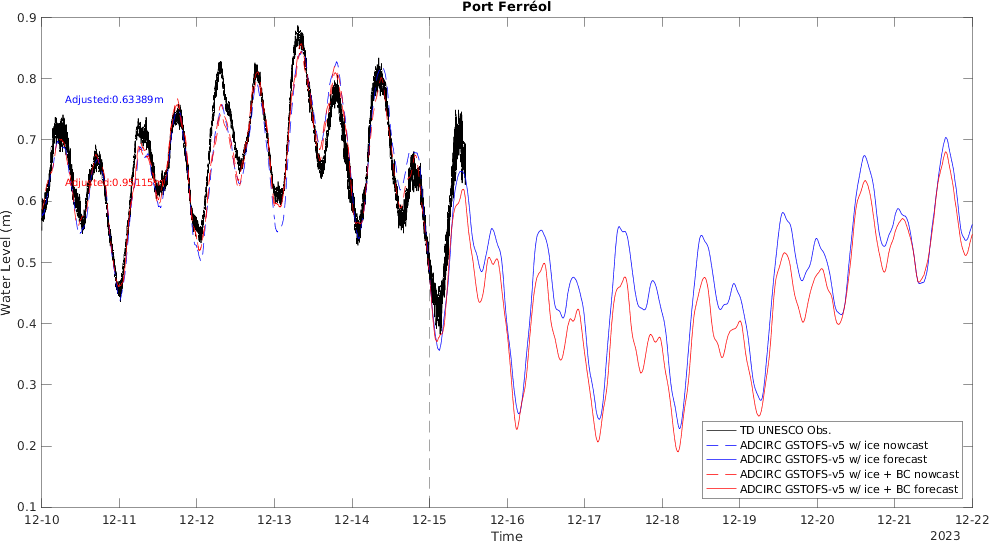 Port Ferréol
0.9
0.8
0.7
0.6
0.5
0.4
0.3
0.2
0.1
Water Level (m)
Adjusted:0.63389m
TD UNESCO Obs.
ADCIRC GSTOFS-v5 w/ ice nowcast
ADCIRC GSTOFS-v5 w/ ice forecast
ADCIRC GSTOFS-v5 w/ ice + BC nowcast
ADCIRC GSTOFS-v5 w/ ice + BC forecast
12-10 12-11 12-12 12-13 12-14 12-15 12-16 12-17 12-18 12-19 12-20 12-21 12-22
Time
2023